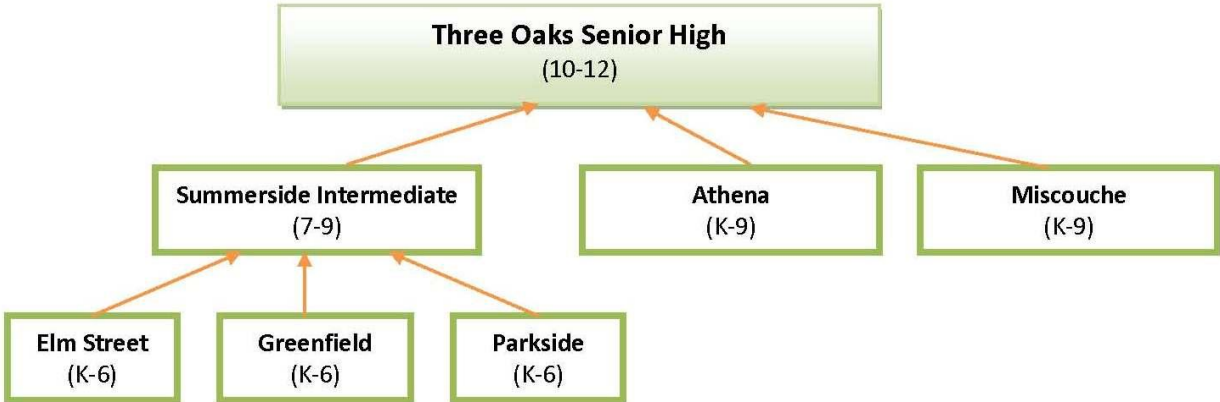 Three Oaks Senior High
(10-12)
Summerside Intermediate
(7-9)
Athena
(K-9)
Miscouche
(K-9)
Elm Street
(K-6)
Greenfield
(K-6)
Parkside
(K-6)